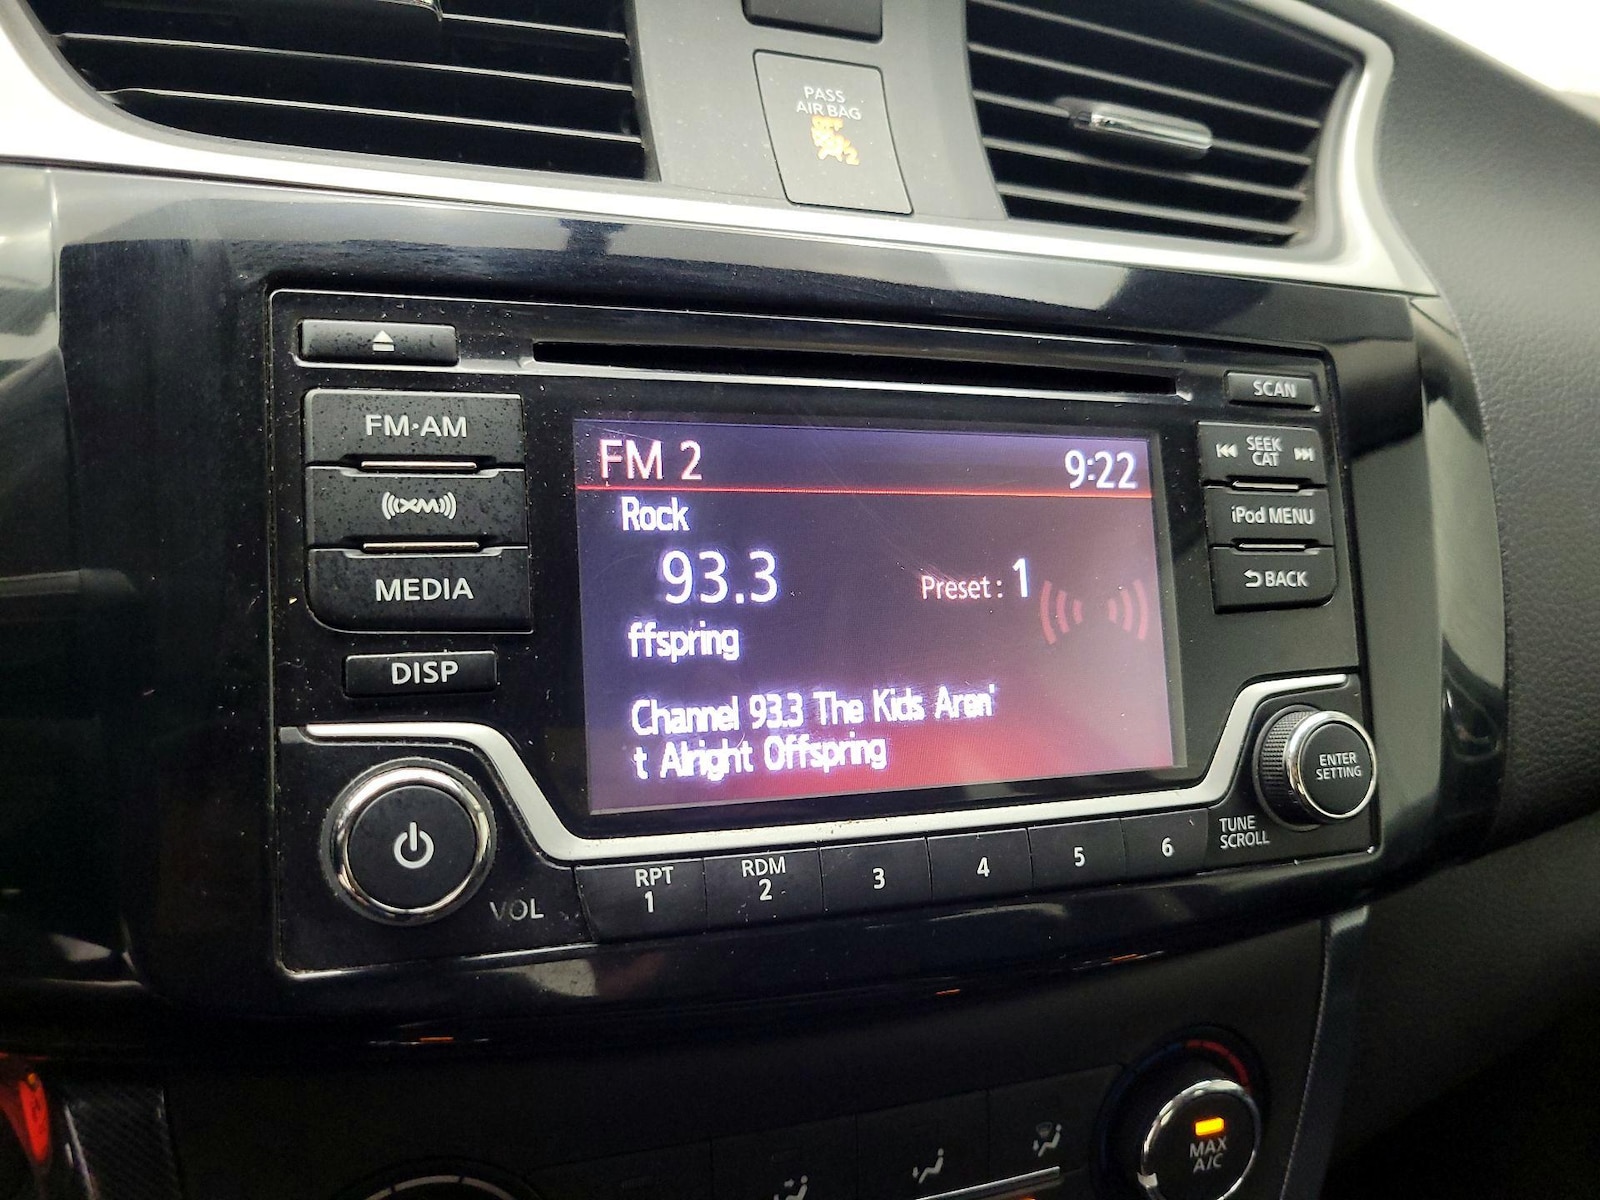 PASS
AIR BAG
OFF
SCAN
FM·AM
SEEK
CAT
XM
iPod MENU
MEDIA
BACK
DISP
FM 2
9:22
Rock
93.3
Preset: 1
ffspring
Channel 93.3 The Kids Aren'
t Alright Offspring
ENTER
SETTING
TUNE
SCROLL
VOL
RPT
1
RDM
2
3
4
5
6
MAX
A/C